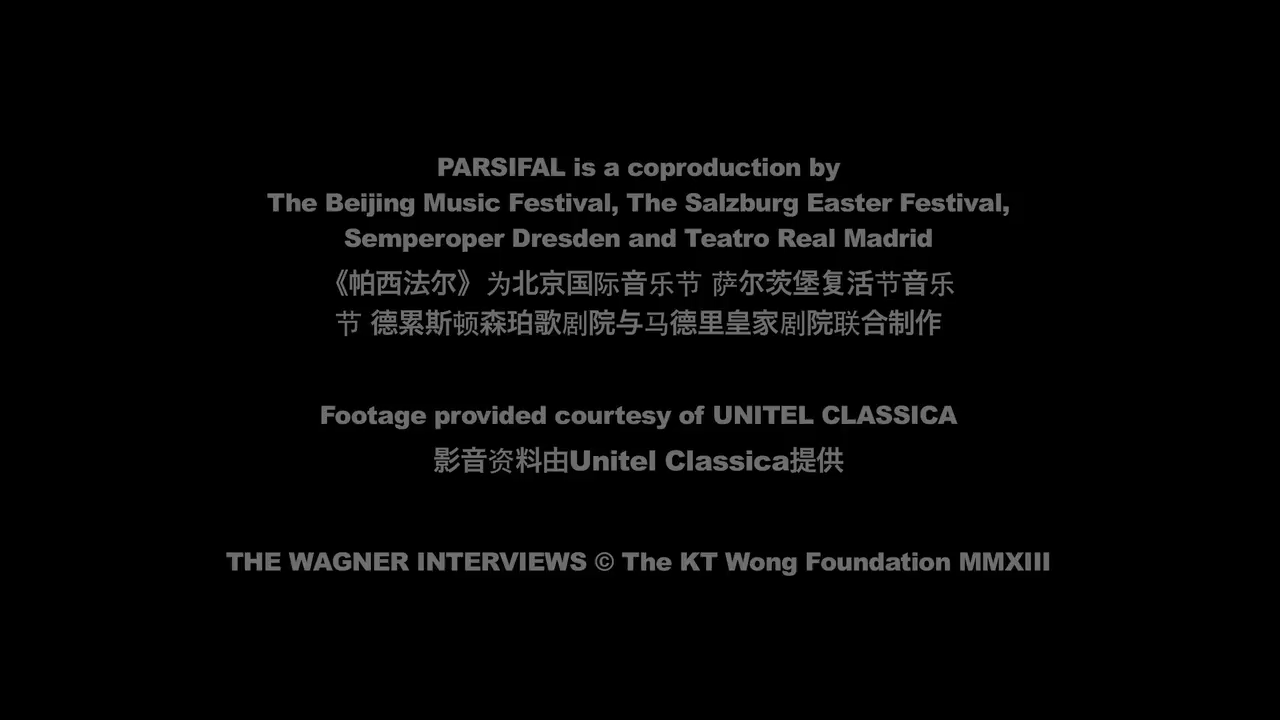 PARSIFAL is a coproduction by
The Beijing Music Festival, The Salzburg Easter Festival,
Semperoper Dresden and Teatro Real Madrid
《帕西法尔》为北京国际音乐节 萨尔茨堡复活节音乐
节 德累斯顿森珀歌剧院与马德里皇家剧院联合制作
Footage provided courtesy of UNITEL CLASSICA
影音资料由Unitel Classica提供
THE WAGNER INTERVIEWS © The KT Wong Foundation MMXIII